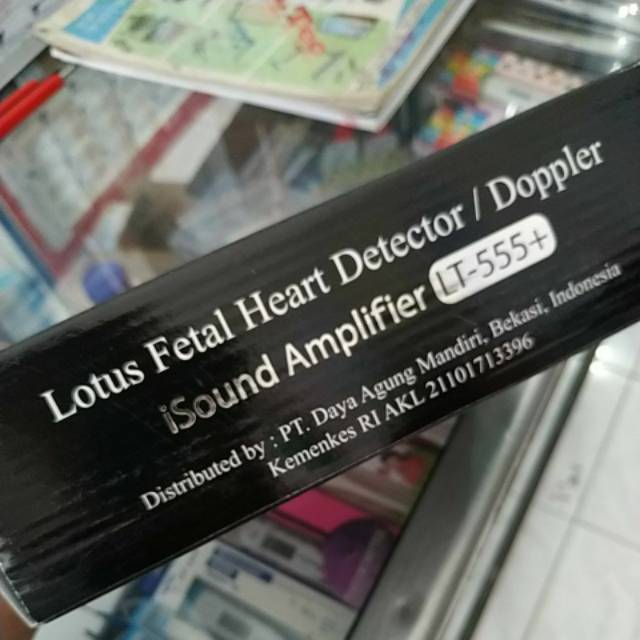 Lotus Fetal Heart Detector / Doppler
iSound Amplifier LT-555+
Distributed by : PT. Daya Agung Mandiri, Bekasi, Indonesia
Kemenkes RI AKL 21101713396